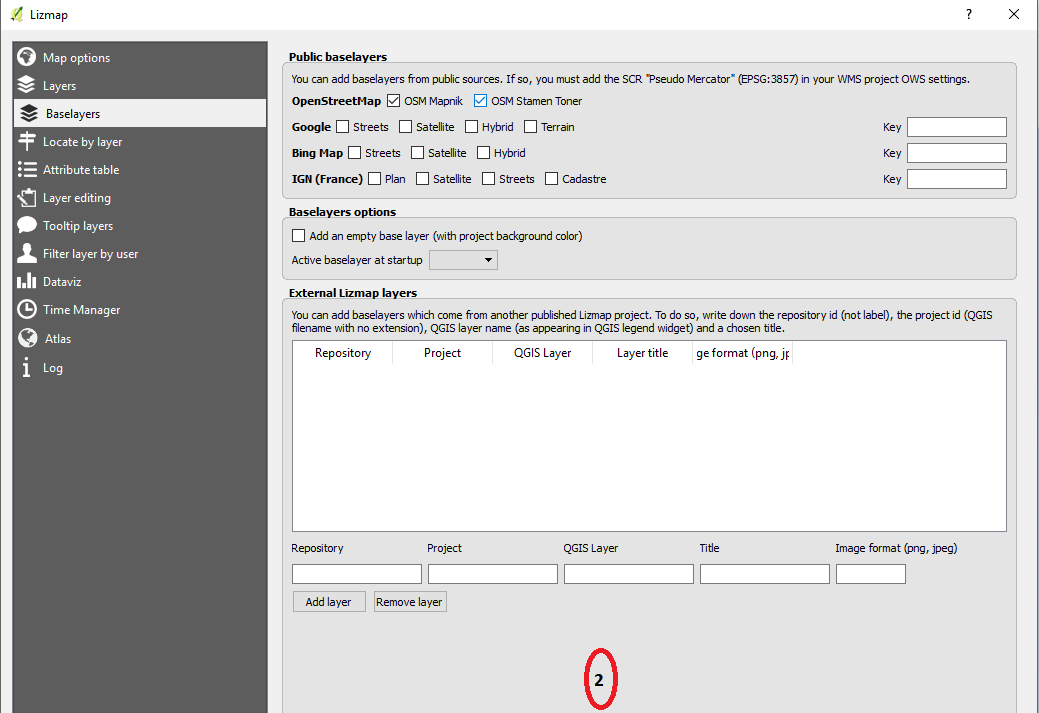 Lizmap
?
Map options
Layers
Baselayers
Locate by layer
Attribute table
Layer editing
Tooltip layers
Filter layer by user
Dataviz
Time Manager
Atlas
Log
Public baselayers
You can add baselayers from public sources. If so, you must add the SCR "Pseudo Mercator" (EPSG:3857) in your WMS project OWS settings.
OpenStreetMap OSM Mapnik OSM Stamen Toner
Google Streets Satellite Hybrid Terrain Key
Bing Map Streets Satellite Hybrid Key
IGN (France) Plan Satellite Streets Cadastre Key
Baselayers options
Add an empty base layer (with project background color)
Active baselayer at startup
External Lizmap layers
You can add baselayers which come from another published Lizmap project. To do so, write down the repository id (not label), the project id (QGIS
filename with no extension), QGIS layer name (as appearing in QGIS legend widget) and a chosen title.
Repository Project QGIS Layer Layer title ge format (png, jp
Repository Project QGIS Layer Title Image format (png, jpeg)
Add layer Remove layer
2